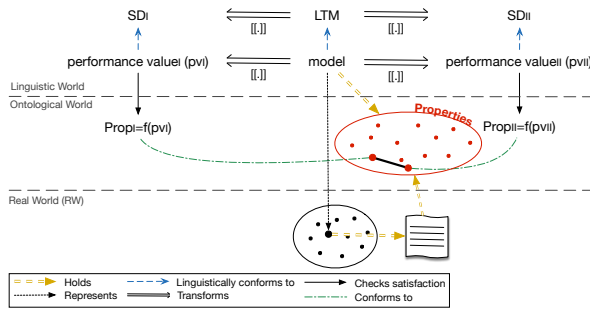 SDI LTM SDII
[[.]] [[.]]
performance valueI (pvI) model performance valueII (pvII)
[[.]] [[.]]
Linguistic World
Ontological World
Properties
PropI=f(pvI) PropII=f(pvII)
Real World (RW)
Holds Linguistically conforms to Checks satisfaction
Represents Transforms Conforms to